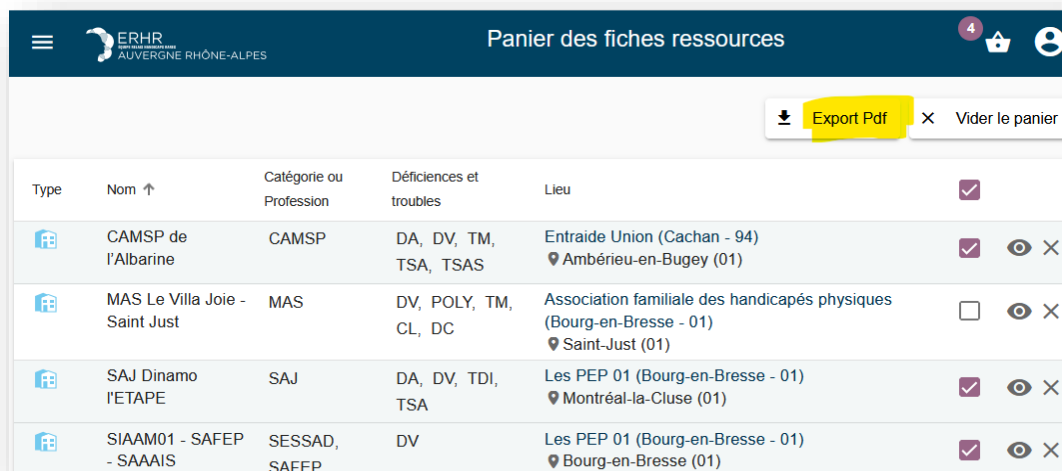 ERHR
AUVERGNE RHÔNE-ALPES
Panier des fiches ressources
4
Export Pdf
Vider le panier
Type
Nom
Catégorie ou
Profession
Déficiences et
troubles
Lieu
CAMSP de
l'Albarine
CAMSP
DA, DV, TM,
TSA, TSAS
Entraide Union (Cachan - 94)
Ambérieu-en-Bugey (01)
MAS Le Villa Joie -
Saint Just
MAS
DV, POLY, TM,
CL, DC
Association familiale des handicapés physiques
(Bourg-en-Bresse - 01)
Saint-Just (01)
SAJ Dinamo
l'ETAPE
SAJ
DA, DV, TDI,
TSA
Les PEP 01 (Bourg-en-Bresse - 01)
Montréal-la-Cluse (01)
SIAAM01 - SAFEP
- SAAAIS
SESSAD,
SAFEP
DV
Les PEP 01 (Bourg-en-Bresse - 01)
Bourg-en-Bresse (01)